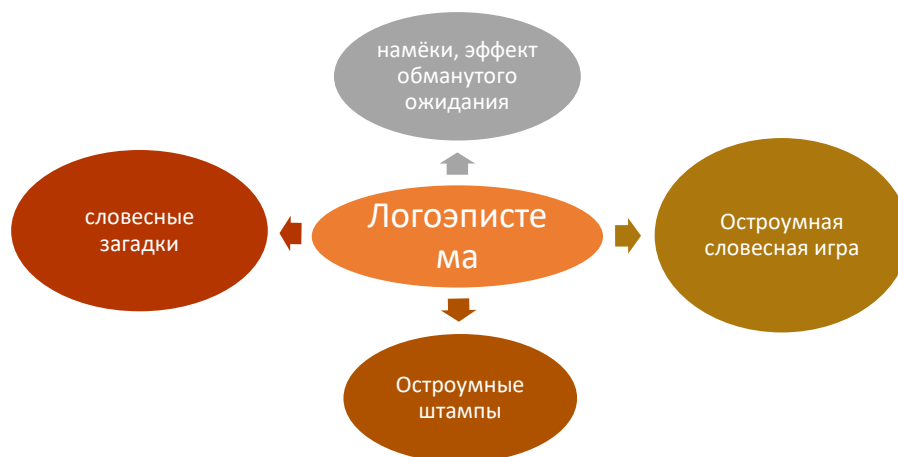 намёки, эффект
обманутого
ожидания
словесные
загадки
Логоэписте
ма
Остроумная
словесная игра
Остроумные
штампы